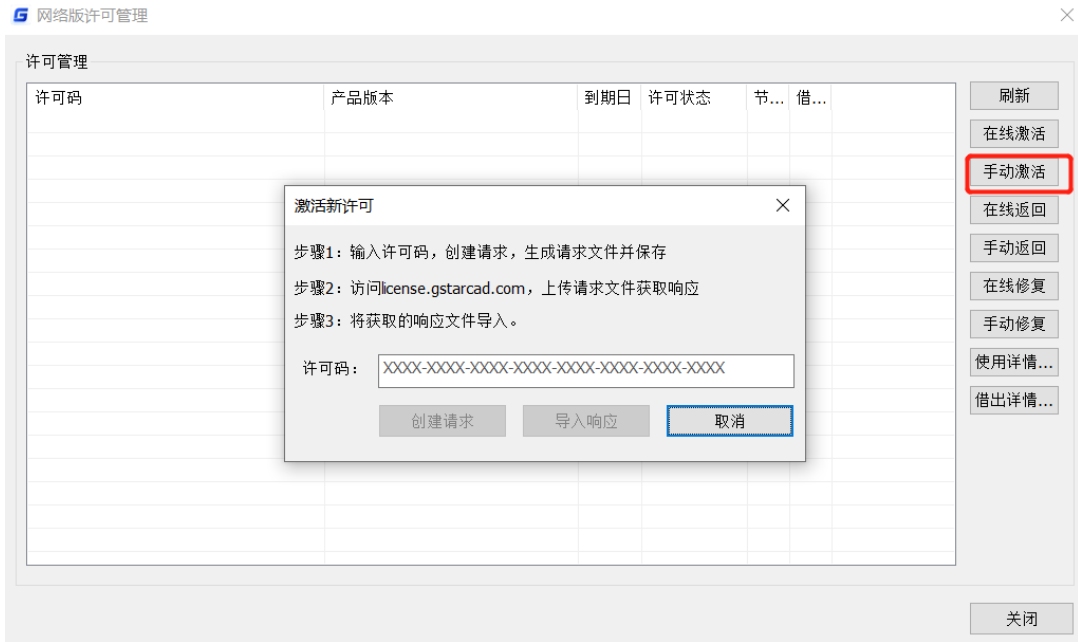 网络版许可管理
许可管理
许可码 产品版本 到期日 许可状态 节... 借...
刷新
在线激活
手动激活
在线返回
手动返回
在线修复
手动修复
使用详情...
借出详情...
激活新许可
步骤1：输入许可码，创建请求，生成请求文件并保存
步骤2：访问license.gstarcad.com，上传请求文件获取响应
步骤3：将获取的响应文件导入。
许可码： XXXX-XXXX-XXXX-XXXX-XXXX-XXXX-XXXX-XXXX
创建请求 导入响应 取消
关闭